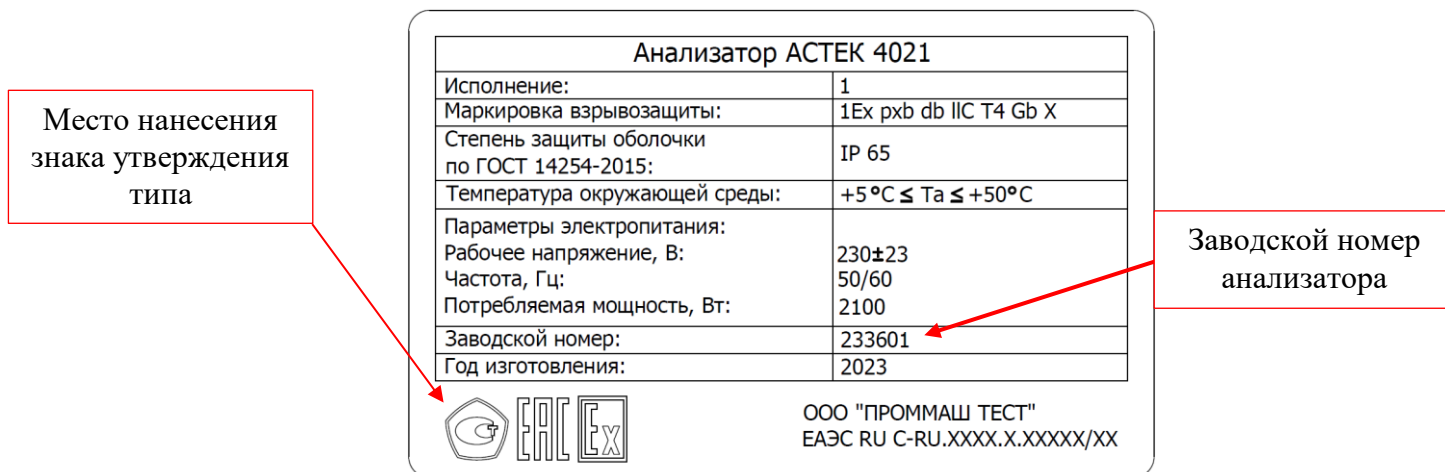 Анализатор АСТЕК 4021
Исполнение: 1
Маркировка взрывозащиты: 1Ex pxb db llC T4 Gb X
Степень защиты оболочки
по ГОСТ 14254-2015: IP 65
Температура окружающей среды: +5°C ≤ Ta ≤ +50°C
Параметры электропитания:
Рабочее напряжение, В: 230±23
Частота, Гц: 50/60
Потребляемая мощность, Вт: 2100
Заводской номер: 233601
Год изготовления: 2023
EAC Ex
ООО "ПРОММАШ ТЕСТ"
ЕАЭС RU C-RU.XXXX.X.XXXXX/XX
Место нанесения
знака утверждения
типа
Заводской номер
анализатора